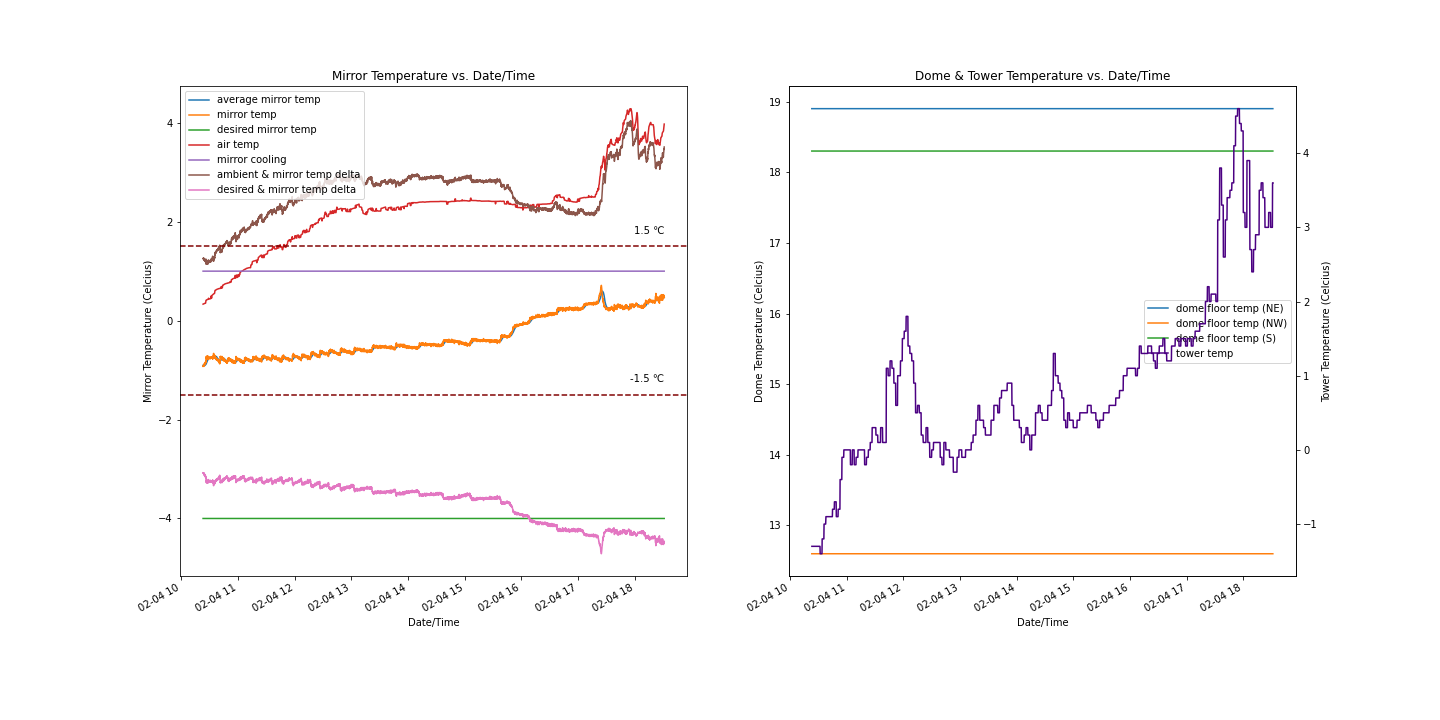 Mirror Temperature vs. Date/Time
average mirror temp
mirror temp
desired mirror temp
air temp
mirror cooling
ambient & mirror temp delta
desired & mirror temp delta
1.5 °C
-1.5 °C
4
2
0
−2
−4
Mirror Temperature (Celcius)
02-04 10
02-04 11
02-04 12
02-04 13
02-04 14
02-04 15
02-04 16
02-04 17
02-04 18
Date/Time
Dome & Tower Temperature vs. Date/Time
19
18
17
16
15
14
13
Dome Temperature (Celcius)
dome floor temp (NE)
dome floor temp (NW)
dome floor temp (S)
tower temp
4
3
2
1
0
−1
Tower Temperature (Celcius)
02-04 10
02-04 11
02-04 12
02-04 13
02-04 14
02-04 15
02-04 16
02-04 17
02-04 18
Date/Time